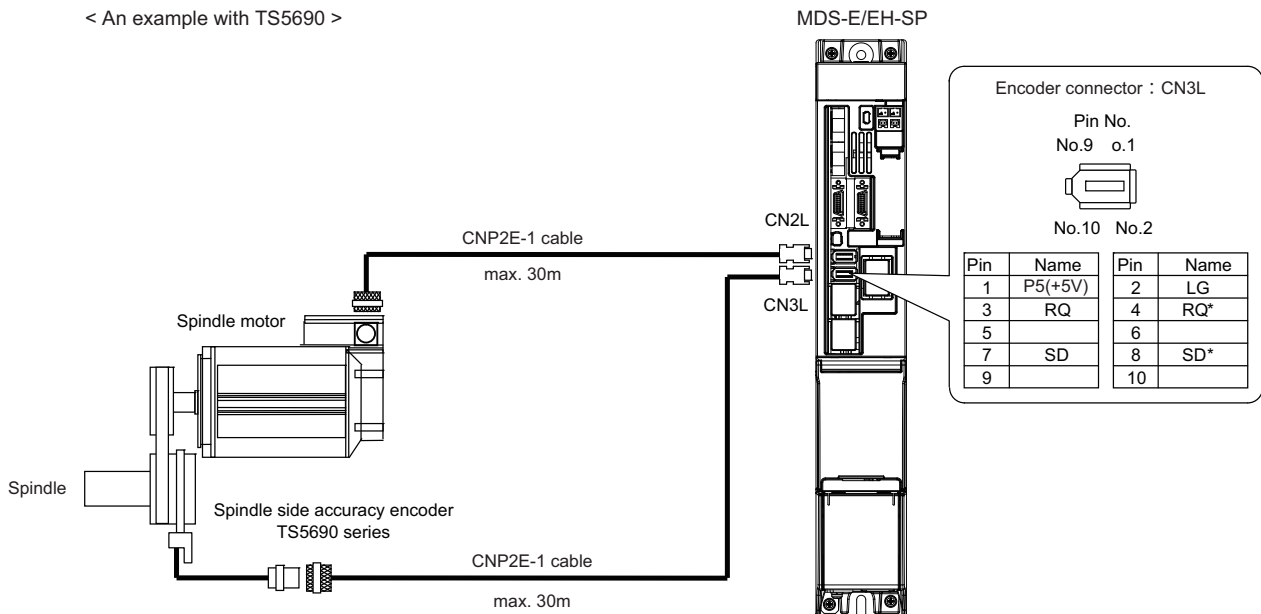 < An example with TS5690 >
MDS-E/EH-SP
Encoder connector : CN3L
Pin No.
No.9 o.1
No.10 No.2
Pin Name Pin Name
1 P5(+5V) 2 LG
3 RQ 4 RQ*
5 6
7 SD 8 SD*
9 10
CN2L
CNP2E-1 cable
max. 30m
CN3L
Spindle motor
Spindle
Spindle side accuracy encoder
TS5690 series
CNP2E-1 cable
max. 30m